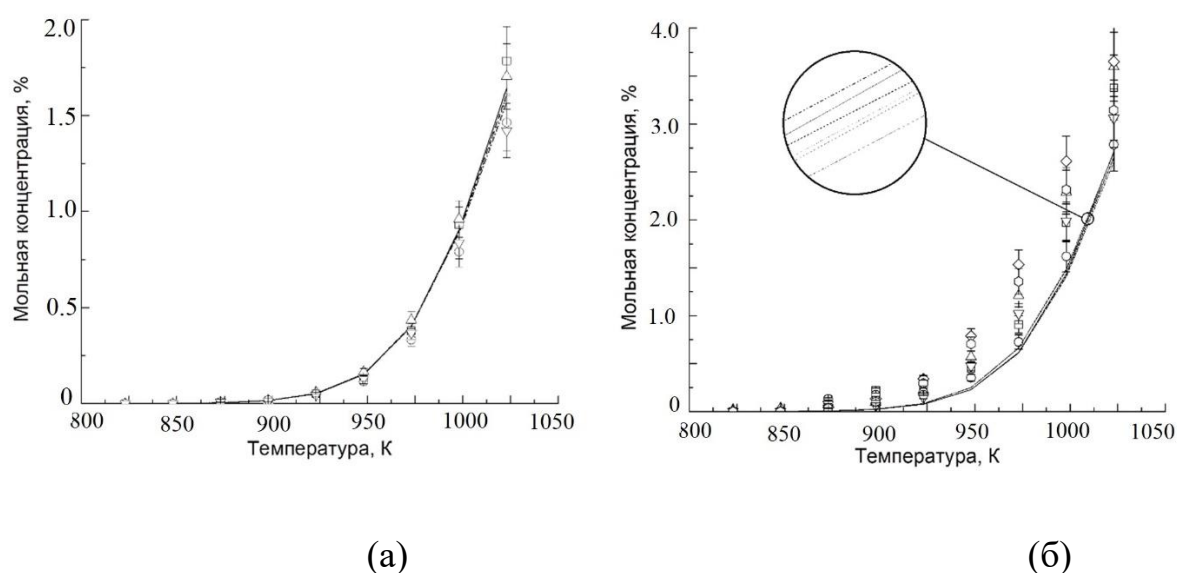 Мольная концентрация, %
2.0
1.5
1.0
0.5
0
800 850 900 950 1000 1050
Температура, К
(а)
Мольная концентрация, %
4.0
3.0
2.0
1.0
0
800 850 900 950 1000 1050
Температура, К
(б)